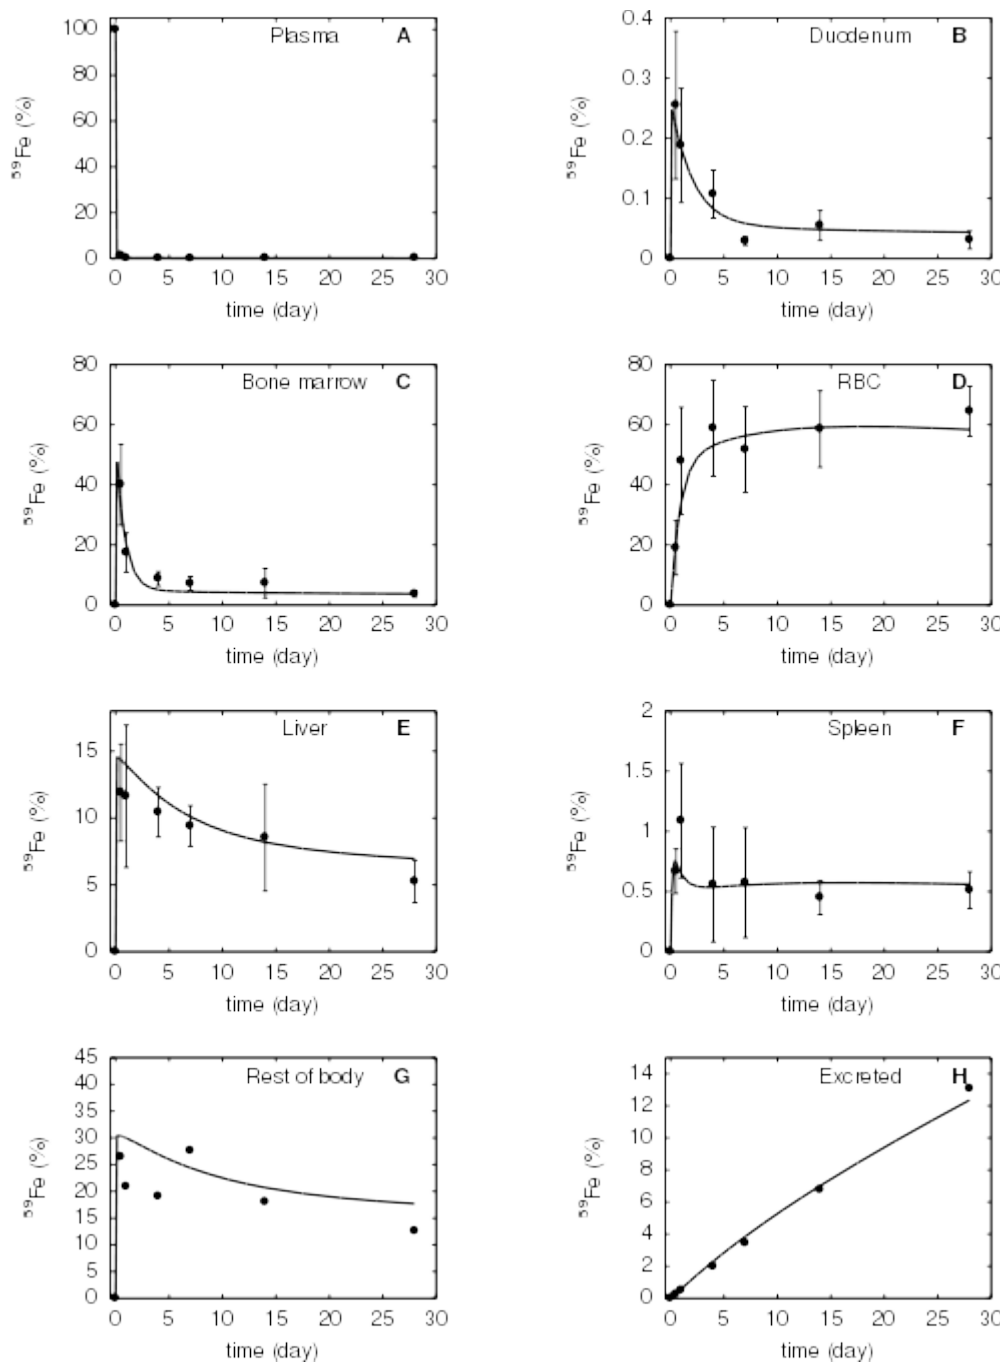 Plasma A
100
80
60
40
20
0
⁵⁹Fe (%)
0 5 10 15 20 25 30
time (day)
Duodenum B
0.4
0.3
0.2
0.1
0
⁵⁹Fe (%)
0 5 10 15 20 25 30
time (day)
Bone marrow C
80
60
40
20
0
⁵⁹Fe (%)
0 5 10 15 20 25 30
time (day)
RBC D
80
60
40
20
0
⁵⁹Fe (%)
0 5 10 15 20 25 30
time (day)
Liver E
15
10
5
0
⁵⁹Fe (%)
0 5 10 15 20 25 30
time (day)
Spleen F
2
1.5
1
0.5
0
⁵⁹Fe (%)
0 5 10 15 20 25 30
time (day)
Rest of body G
45
40
35
30
25
20
15
10
5
0
⁵⁹Fe (%)
0 5 10 15 20 25 30
time (day)
Excreted H
14
12
10
8
6
4
2
0
⁵⁹Fe (%)
0 5 10 15 20 25 30
time (day)